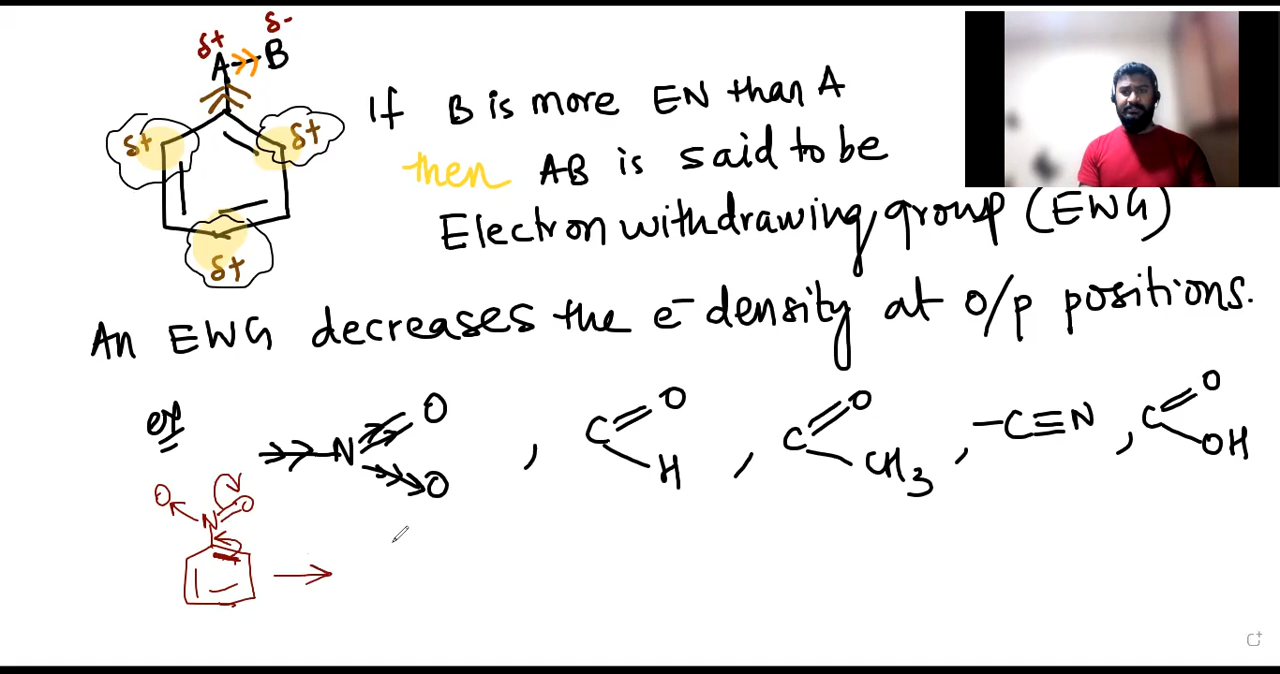 δ-
δ+ A B
If B is more EN than A
δ+ δ+
then AB is said to be
Electron withdrawing group (EWG)
δ+
An EWG decreases the e⁻ density at o/p positions.
ex
N O O , C O H , C O CH3 , -C≡N , C O OH
O N O